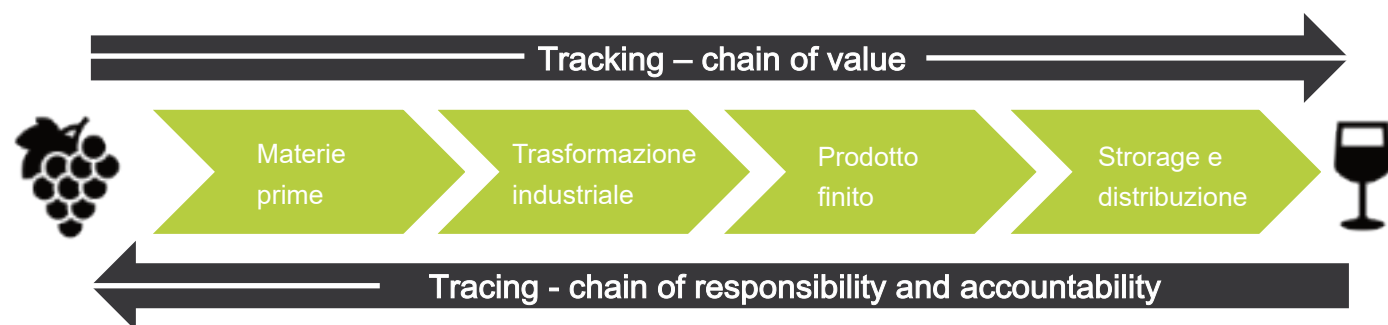 Tracking – chain of value
Materie
prime
Trasformazione
industriale
Prodotto
finito
Strorage e
distribuzione
Tracing - chain of responsibility and accountability